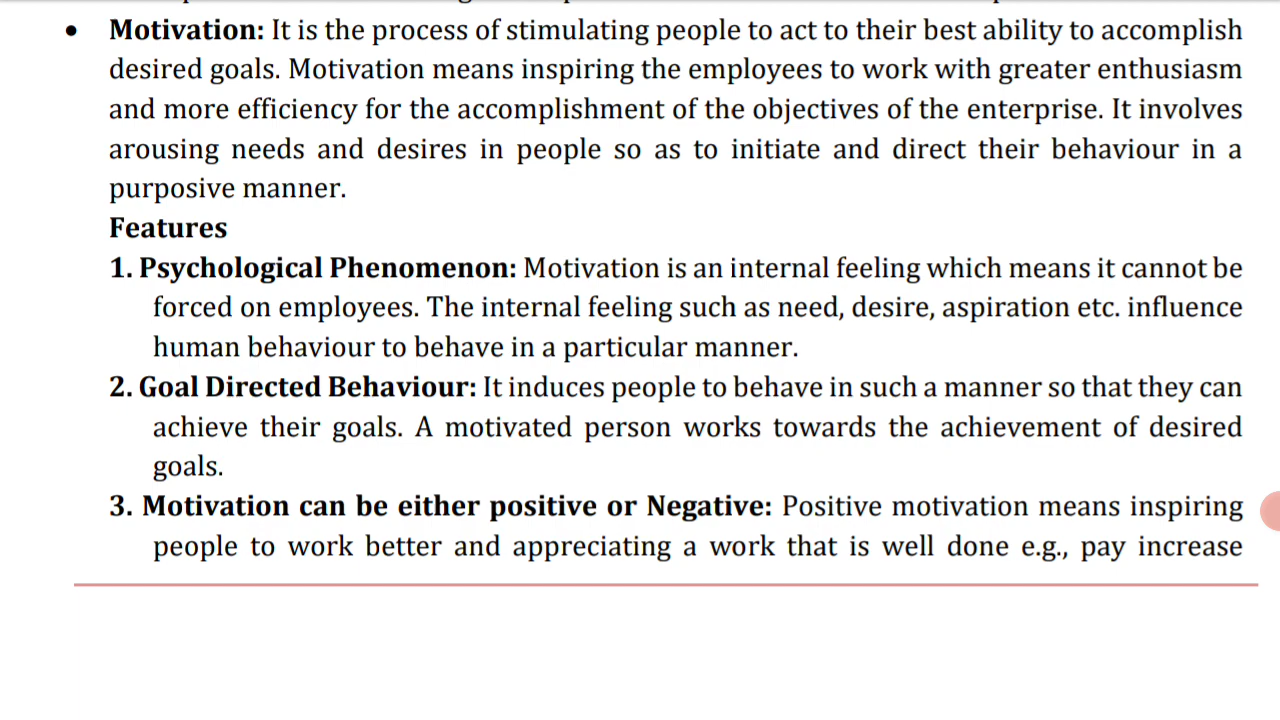 • Motivation: It is the process of stimulating people to act to their best ability to accomplish
desired goals. Motivation means inspiring the employees to work with greater enthusiasm
and more efficiency for the accomplishment of the objectives of the enterprise. It involves
arousing needs and desires in people so as to initiate and direct their behaviour in a
purposive manner.
Features
1. Psychological Phenomenon: Motivation is an internal feeling which means it cannot be
forced on employees. The internal feeling such as need, desire, aspiration etc. influence
human behaviour to behave in a particular manner.
2. Goal Directed Behaviour: It induces people to behave in such a manner so that they can
achieve their goals. A motivated person works towards the achievement of desired
goals.
3. Motivation can be either positive or Negative: Positive motivation means inspiring
people to work better and appreciating a work that is well done e.g., pay increase